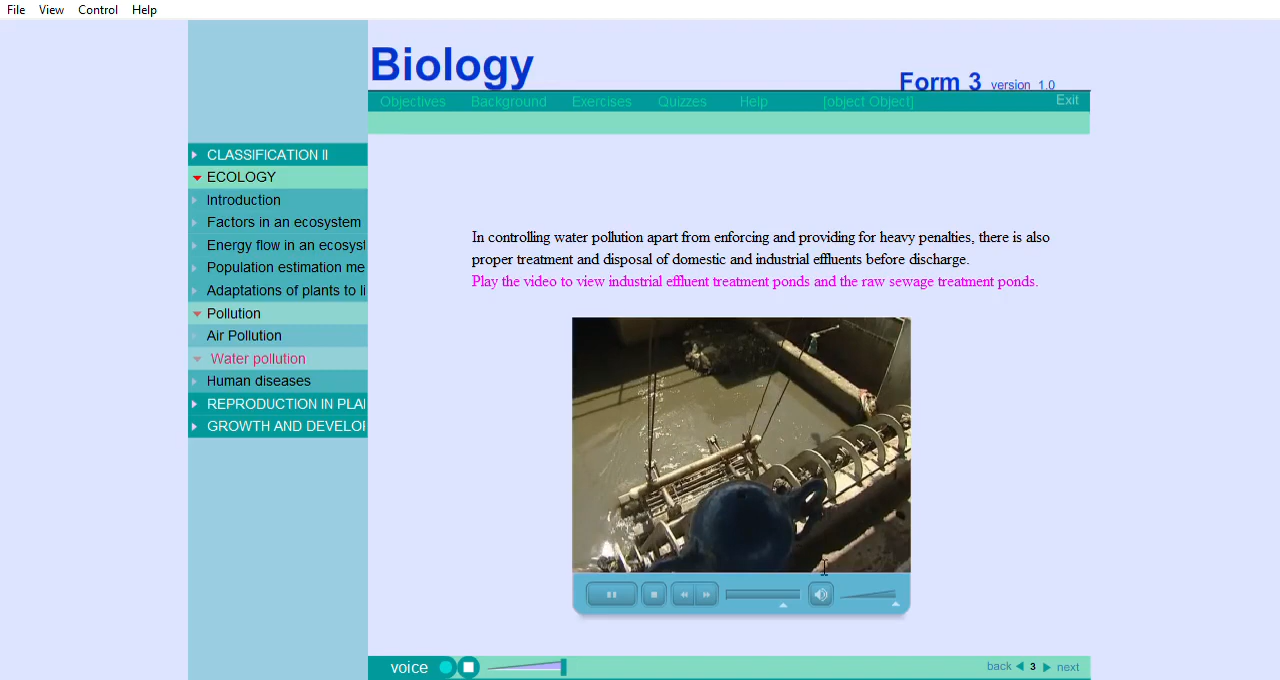 File View Control Help
Biology
Form 3 version 1.0
Objectives Background Exercises Quizzes Help [object Object] Exit
CLASSIFICATION II
ECOLOGY
Introduction
Factors in an ecosystem
Energy flow in an ecosyst
Population estimation me
Adaptations of plants to li
Pollution
Air Pollution
Water pollution
Human diseases
REPRODUCTION IN PLAN
GROWTH AND DEVELOP
In controlling water pollution apart from enforcing and providing for heavy penalties, there is also
proper treatment and disposal of domestic and industrial effluents before discharge.
Play the video to view industrial effluent treatment ponds and the raw sewage treatment ponds.
voice
back 3 next